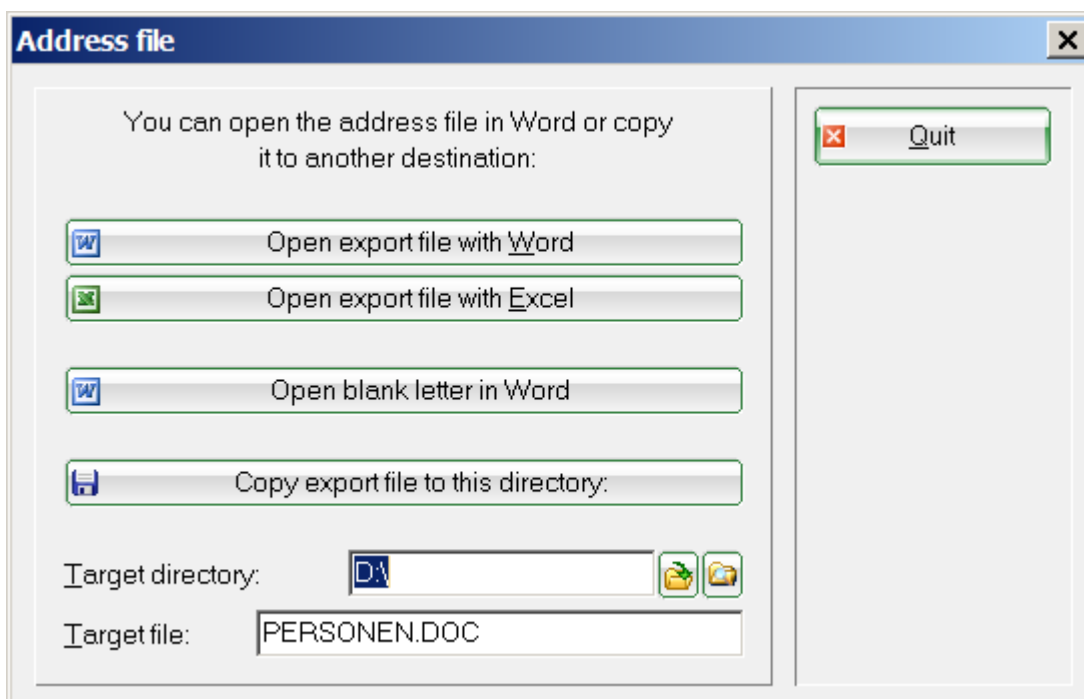 Address file
You can open the address file in Word or copy
it to another destination:
Quit
Open export file with Word
Open export file with Excel
Open blank letter in Word
Copy export file to this directory:
Target directory: D:\
Target file: PERSONEN.DOC